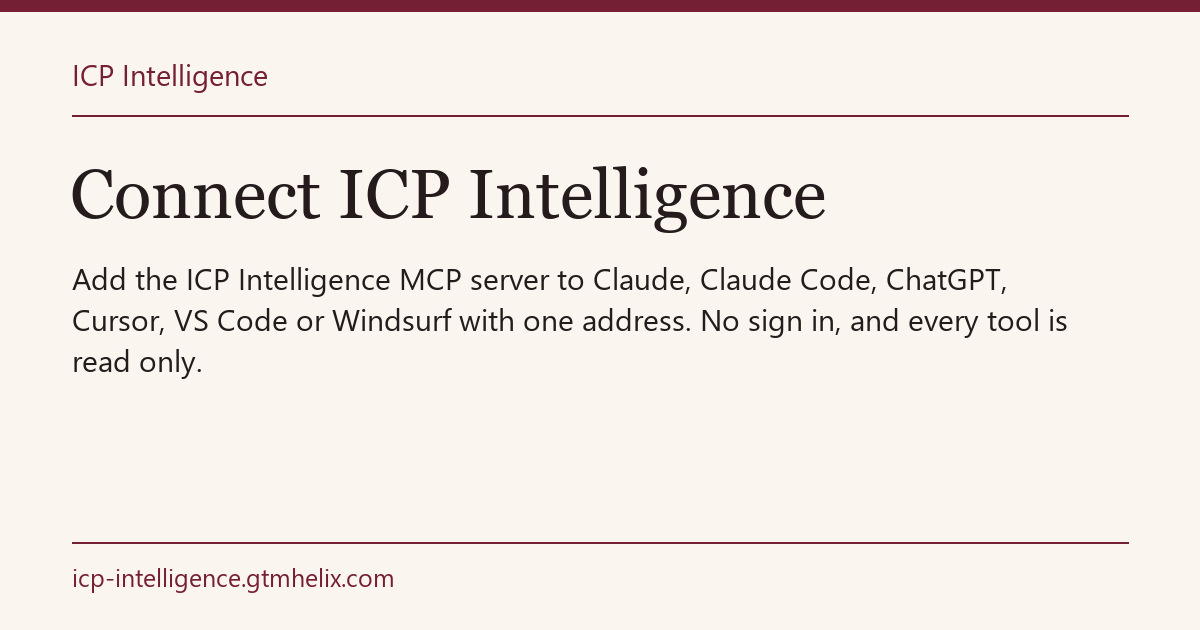 ICP Intelligence
Connect ICP Intelligence
Add the ICP Intelligence MCP server to Claude, Claude Code, ChatGPT,
Cursor, VS Code or Windsurf with one address. No sign in, and every tool is
read only.
icp-intelligence.gtmhelix.com